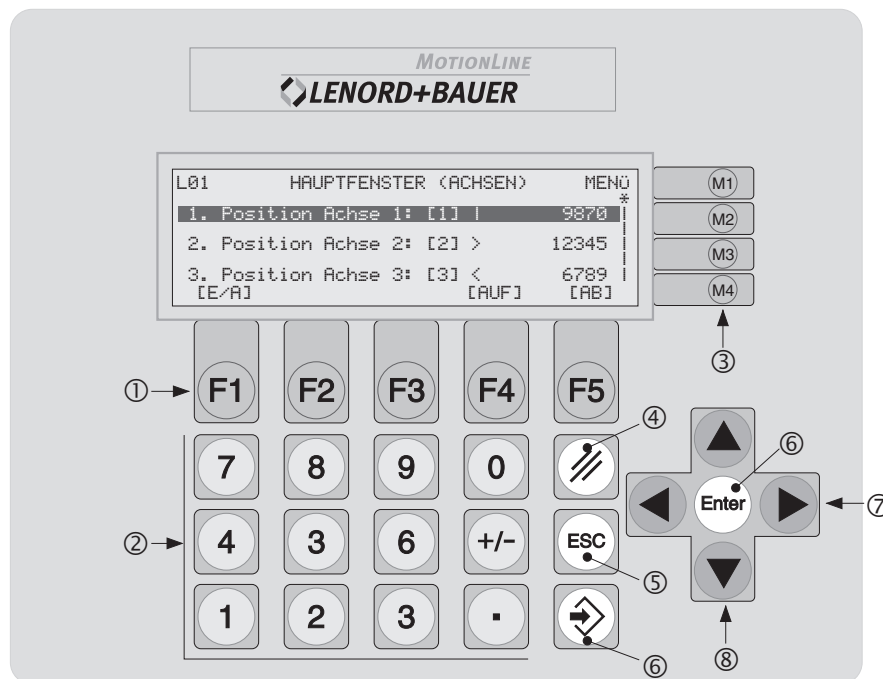 MOTIONLINE
LENORD+BAUER
L01 HAUPTFENSTER (ACHSEN) MENü
*
1. Position Achse 1: [1] | 9870 |
2. Position Achse 2: [2] > 12345 |
3. Position Achse 3: [3] < 6789 |
[E/A] [AUF] [AB]
M1
M2
M3
M4
③
① F1 F2 F3 F4 F5
④
7 8 9 0
⑥
Enter
⑦
② 4 3 6 +/- ESC
⑤
1 2 3 .
⑥
⑧